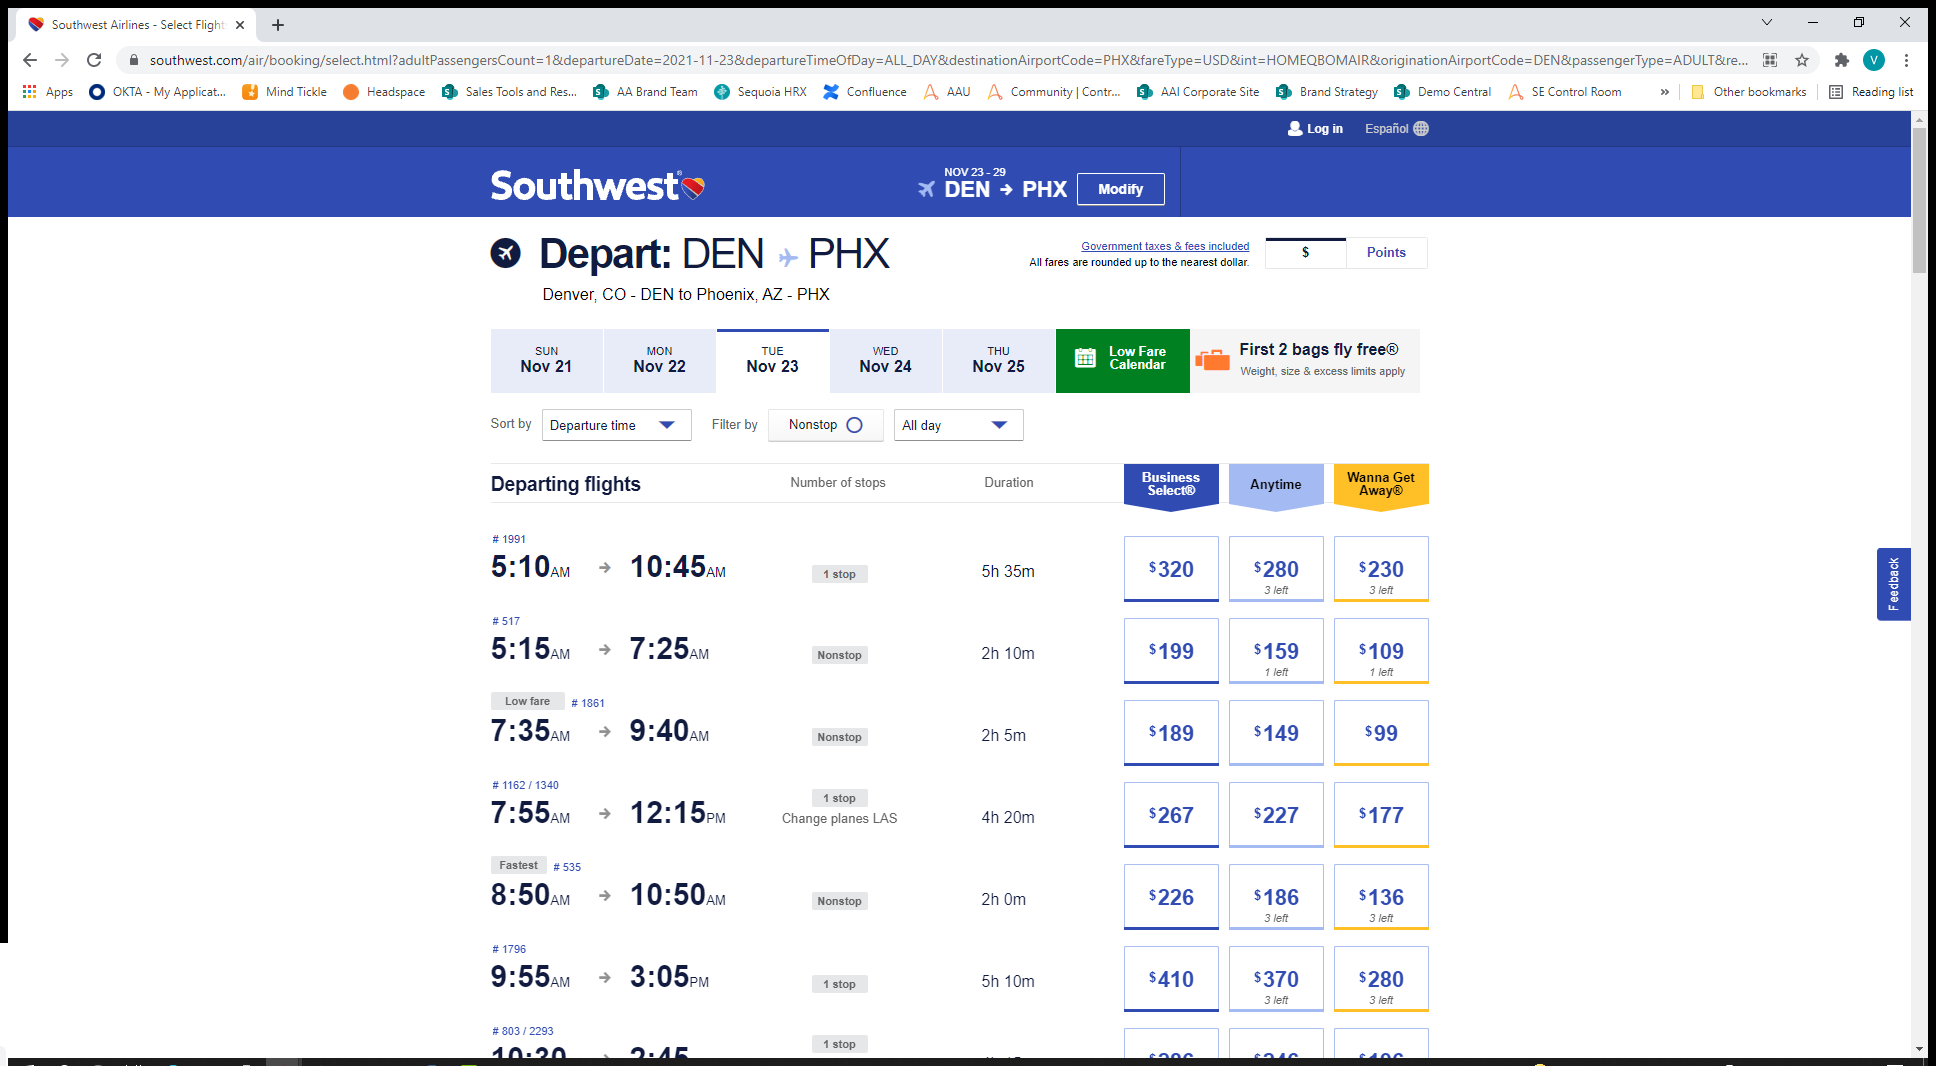 Southwest Airlines - Select Flight
southwest.com/air/booking/select.html?adultPassengersCount=1&departureDate=2021-11-23&departureTimeOfDay=ALL_DAY&destinationAirportCode=PHX&fareType=USD&int=HOMEQBOMAIR&originationAirportCode=DEN&passengerType=ADULT&re... V
Apps OKTA - My Applicat... Mind Tickle Headspace Sales Tools and Res... AA Brand Team Sequoia HRX Confluence AAU Community | Contr... AAI Corporate Site Brand Strategy Demo Central SE Control Room » Other bookmarks Reading list
Log in Español
NOV 23 - 29
Southwest® DEN PHX Modify
Depart: DEN PHX
Government taxes & fees included
All fares are rounded up to the nearest dollar.
$ Points
Denver, CO - DEN to Phoenix, AZ - PHX
SUN MON TUE WED THU
Nov 21 Nov 22 Nov 23 Nov 24 Nov 25
Low Fare
Calendar
First 2 bags fly free®
Weight, size & excess limits apply
Sort by Departure time Filter by Nonstop All day
Departing flights Number of stops Duration
Business
Select®
Anytime
Wanna Get
Away®
# 1991
5:10AM 10:45AM 1 stop 5h 35m $320 $280 $230
3 left 3 left
# 517
5:15AM 7:25AM Nonstop 2h 10m $199 $159 $109
1 left 1 left
Low fare # 1861
7:35AM 9:40AM Nonstop 2h 5m $189 $149 $99
# 1162 / 1340
7:55AM 12:15PM 1 stop 4h 20m $267 $227 $177
Change planes LAS
Fastest # 535
8:50AM 10:50AM Nonstop 2h 0m $226 $186 $136
3 left 3 left
# 1796
9:55AM 3:05PM 1 stop 5h 10m $410 $370 $280
3 left 3 left
# 803 / 2293
10:30 2:45 1 stop
Feedback